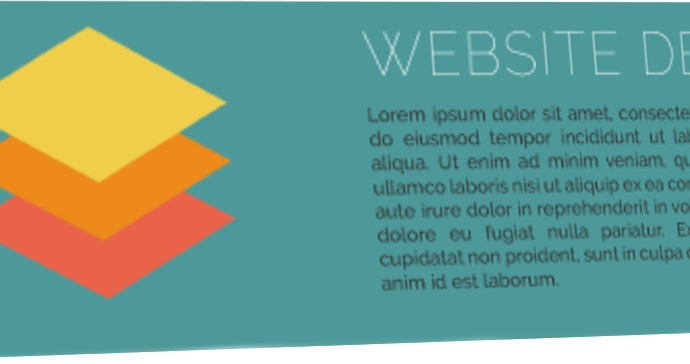 WEBSITE DE
Lorem ipsum dolor sit amet, consecte
do eiusmod tempor incididunt ut lab
aliqua. Ut enim ad minim veniam, qu
ullamco laboris nisi ut aliquip ex ea con
aute irure dolor in reprehenderit in vo
dolore eu fugiat nulla pariatur. Ex
cupidatat non proident, sunt in culpa
anim id est laborum.